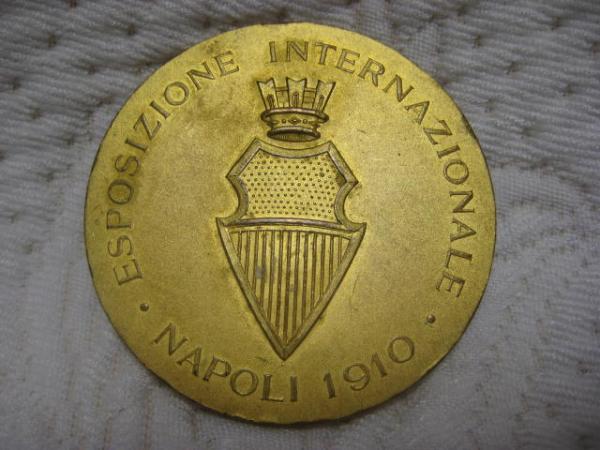 ESPOSIZIONE INTERNAZIONALE
· NAPOLI 1910 ·